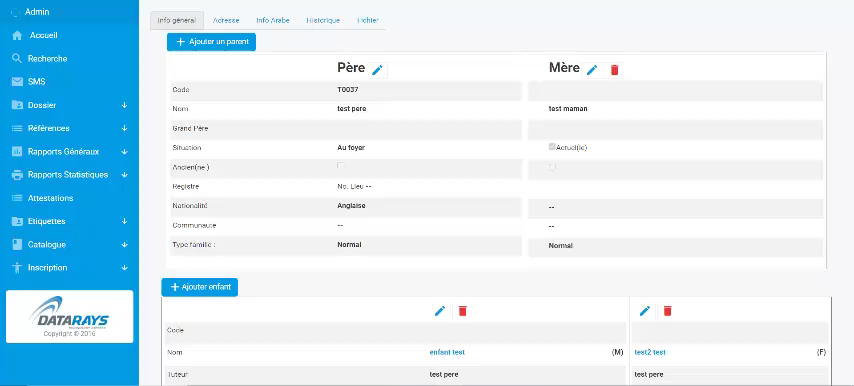 Admin
Accueil
Recherche
SMS
Dossier
Références
Rapports Généraux
Rapports Statistiques
Attestations
Etiquettes
Catalogue
Inscription
DATARAYS
Copyright © 2016
Info général Adresse Info Arabe Historique Fichier
+ Ajouter un parent
Père Mère
Code T0037
Nom test pere test maman
Grand Père
Situation Au foyer Actuel(le)
Ancien(ne)
Registre No. Lieu --
Nationalité Anglaise --
Communaute -- --
Type famille : Normal Normal
+ Ajouter enfant
Code
Nom enfant test (M) test2 test (F)
Tuteur test pere test pere